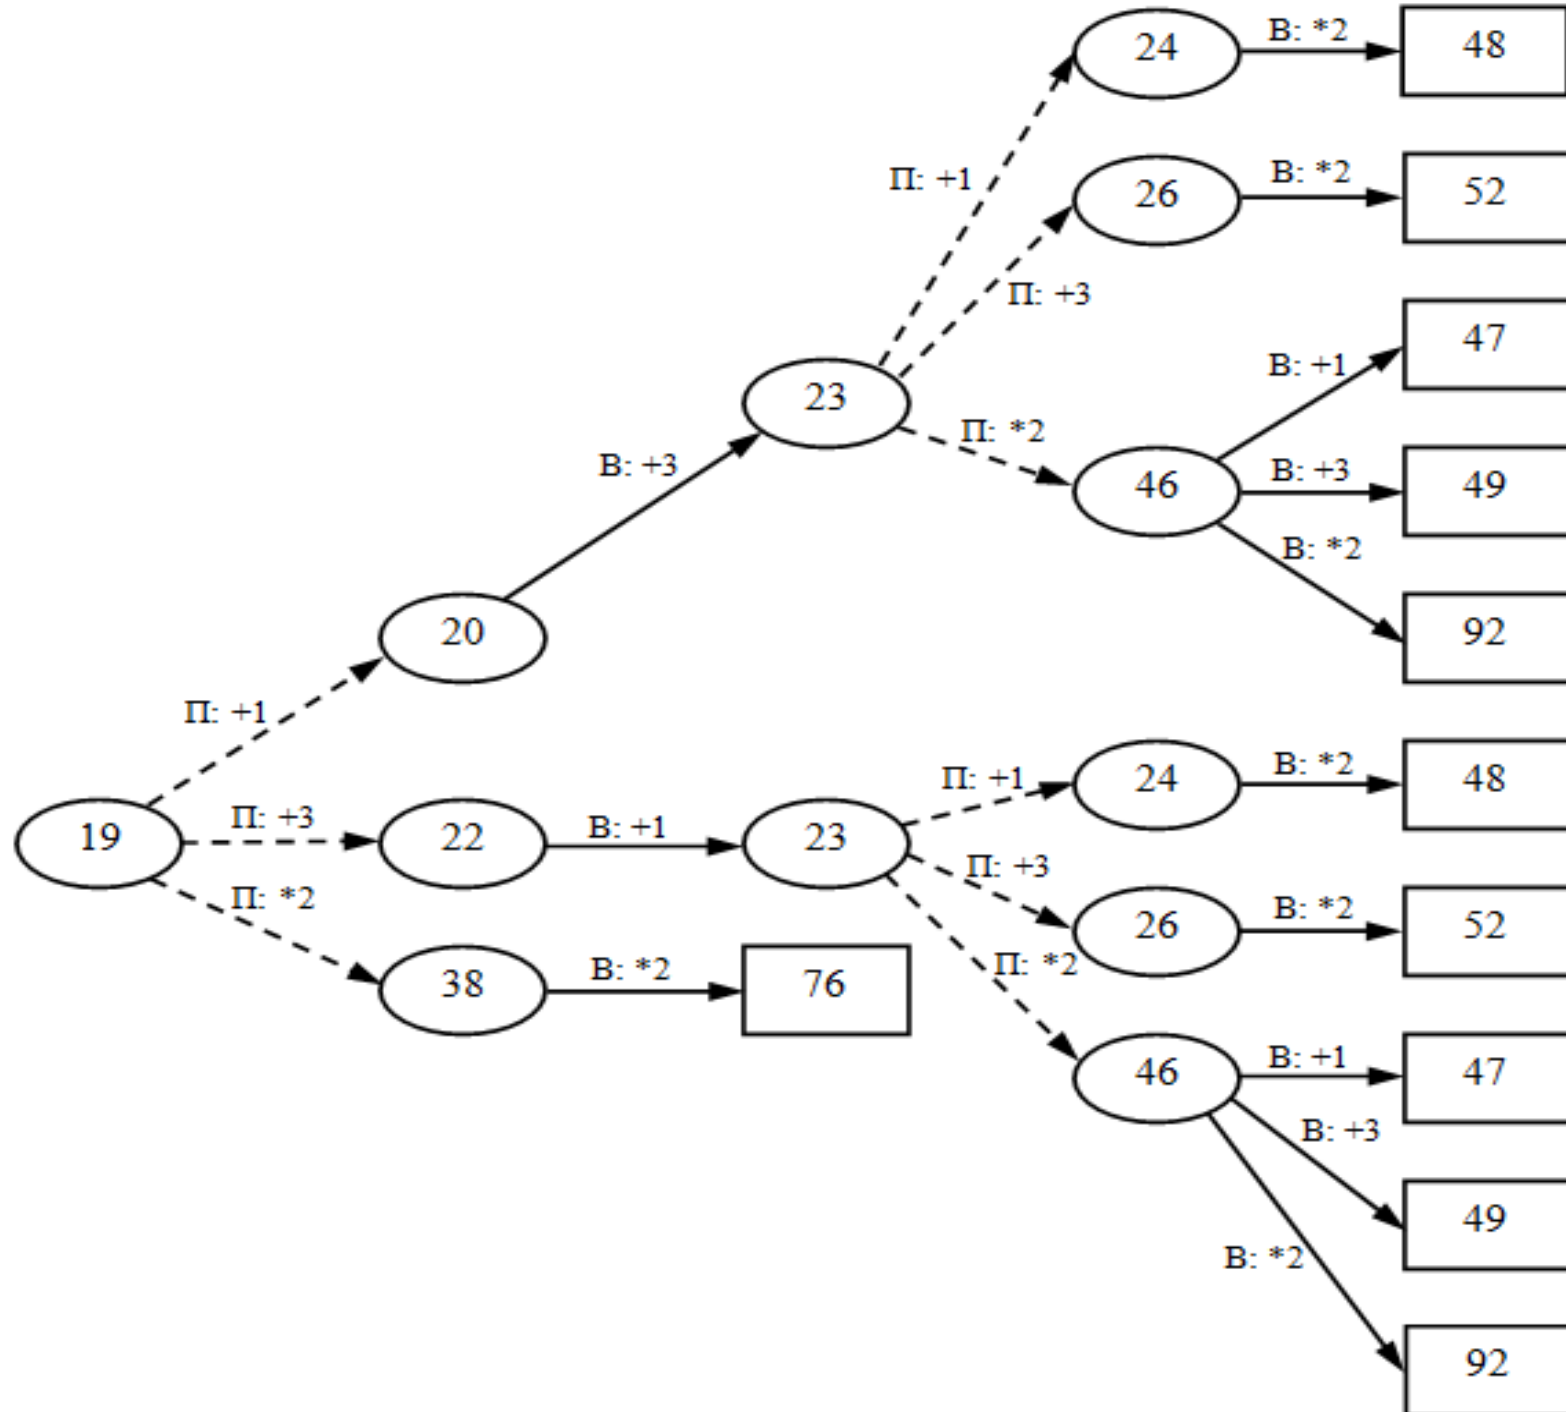 24 В: *2 48
П: +1 26 В: *2 52
П: +3
47
В: +1
23
П: *2
В: +3 46 В: +3 49
В: *2
20 92
П: +1
П: +1 24 В: *2 48
19 П: +3 22 В: +1 23
П: +3
П: *2 26 В: *2 52
38 В: *2 76 П: *2
46 В: +1 47
В: +3
49
В: *2
92